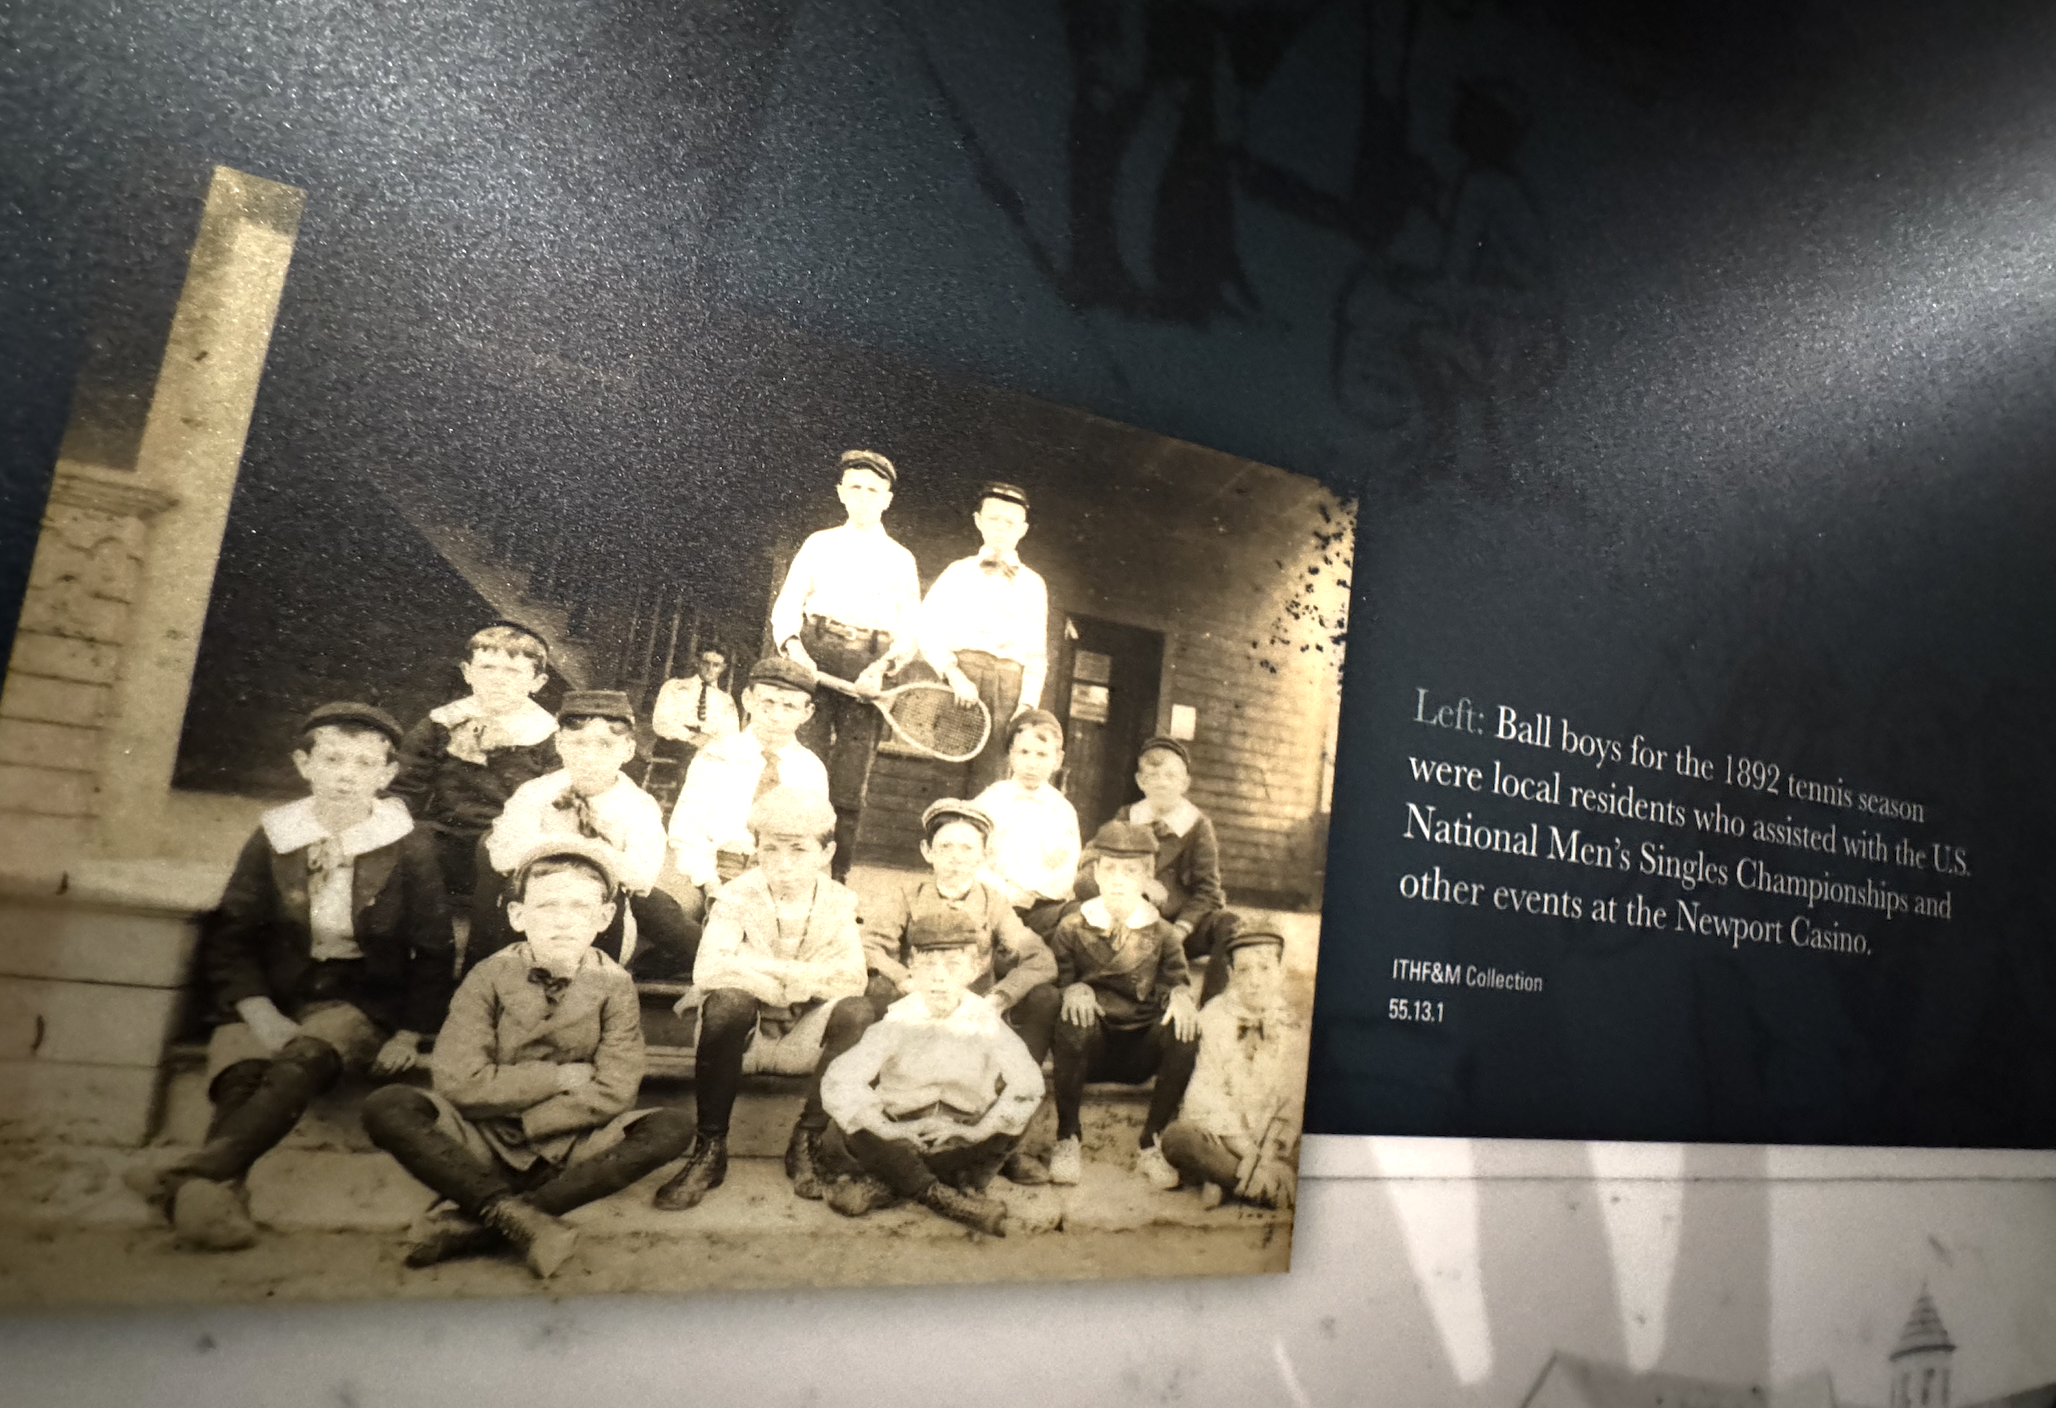 Left: Ball boys for the 1892 tennis season
were local residents who assisted with the U.S.
National Men's Singles Championships and
other events at the Newport Casino.
ITHF&M Collection
55.13.1